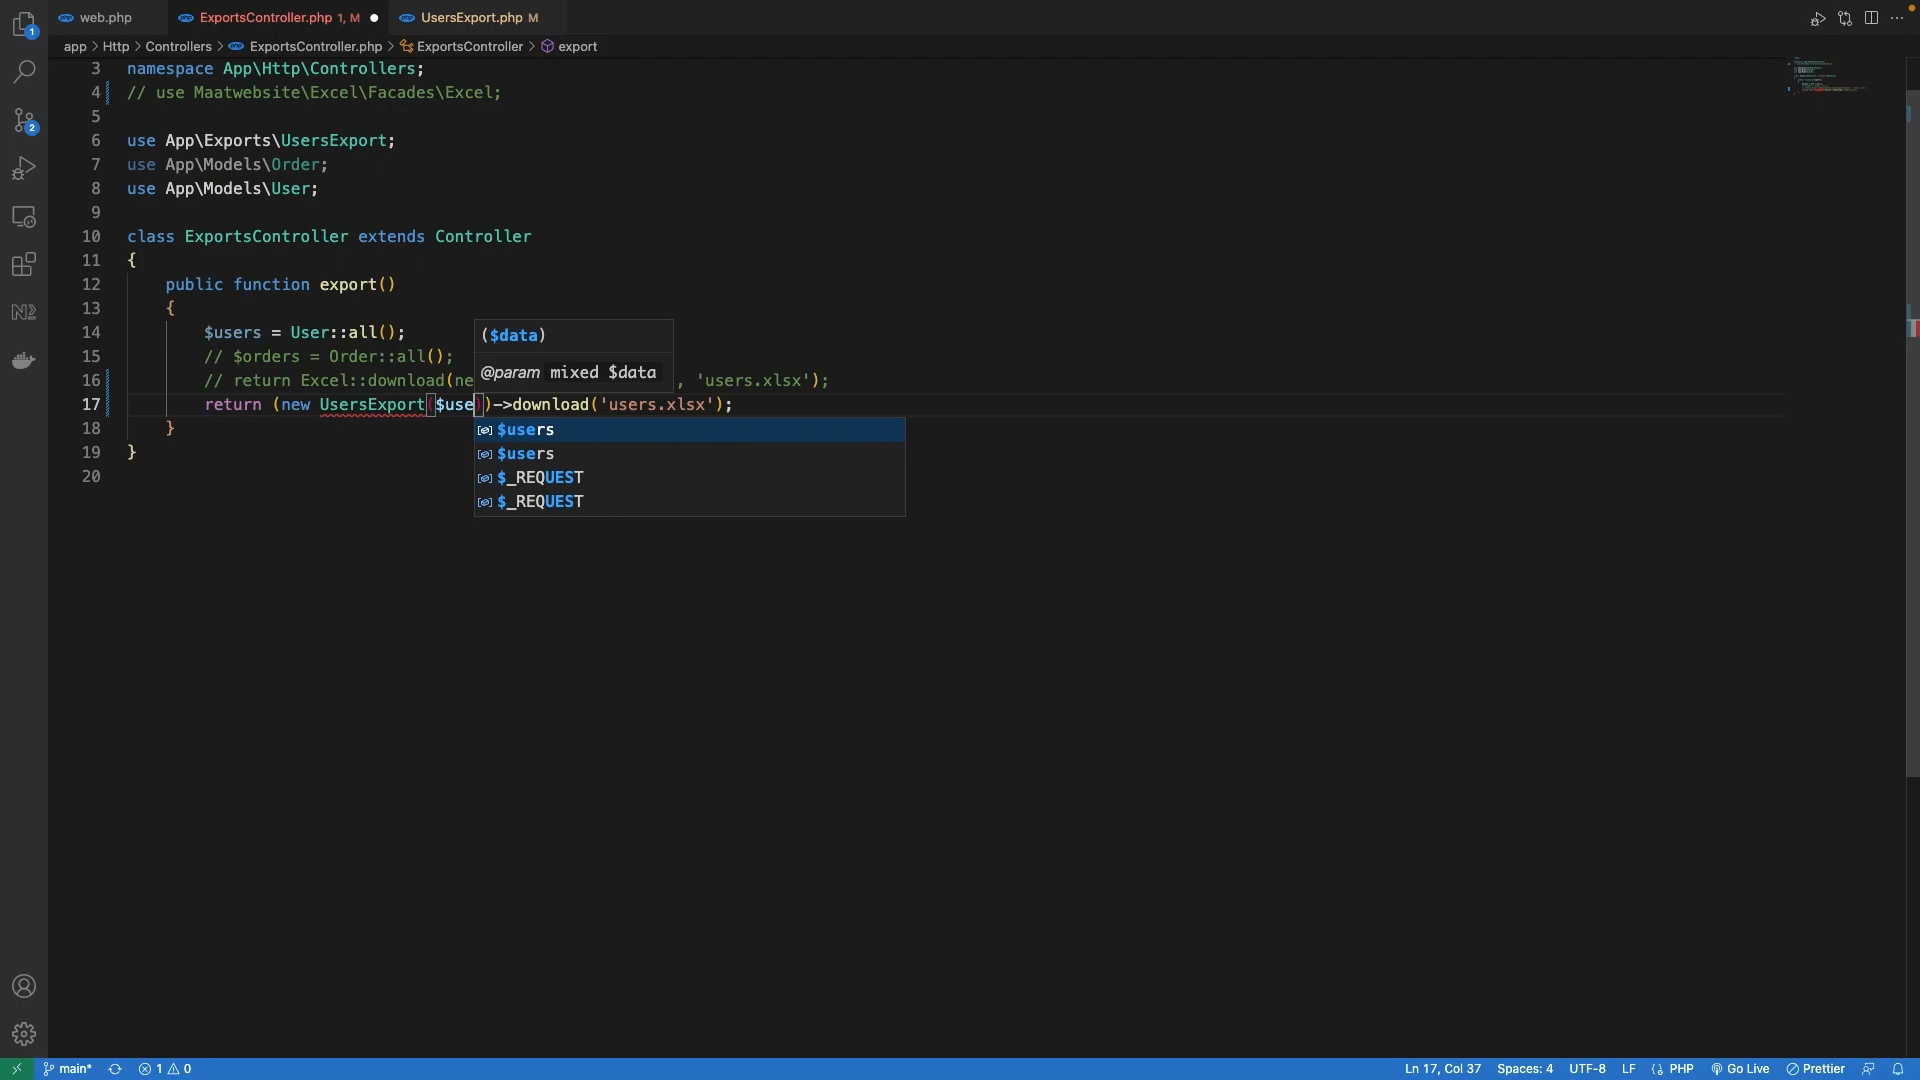 web.php
ExportsController.php 1, M
UsersExport.php M
1
app > Http > Controllers > ExportsController.php > ExportsController > export
3 namespace App\Http\Controllers;
4 // use Maatwebsite\Excel\Facades\Excel;
5
6 use App\Exports\UsersExport;
7 use App\Models\Order;
8 use App\Models\User;
9
10 class ExportsController extends Controller
11 {
12 public function export()
13 {
14 $users = User::all();
15 // $orders = Order::all();
16 // return Excel::download(ne , 'users.xlsx');
17 return (new UsersExport($use))->download('users.xlsx');
18 }
19 }
20
($data)
@param mixed $data
$users
$users
$_REQUEST
$_REQUEST
2
main*
1
0
Ln 17, Col 37
Spaces: 4
UTF-8
LF
PHP
Go Live
Prettier